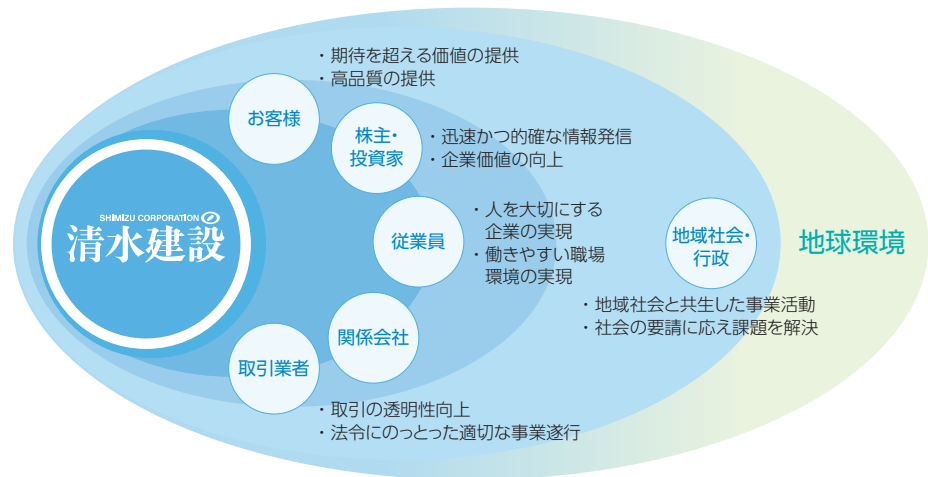 ・期待を超える価値の提供
・高品質の提供
お客様
株主・
投資家
・迅速かつ的確な情報発信
・企業価値の向上
SHIMIZU CORPORATION
清水建設
従業員
・人を大切にする
企業の実現
・働きやすい職場
環境の実現
地域社会・
行政
地球環境
・地域社会と共生した事業活動
・社会の要請に応え課題を解決
関係会社
取引業者
・取引の透明性向上
・法令にのっとった適切な事業遂行